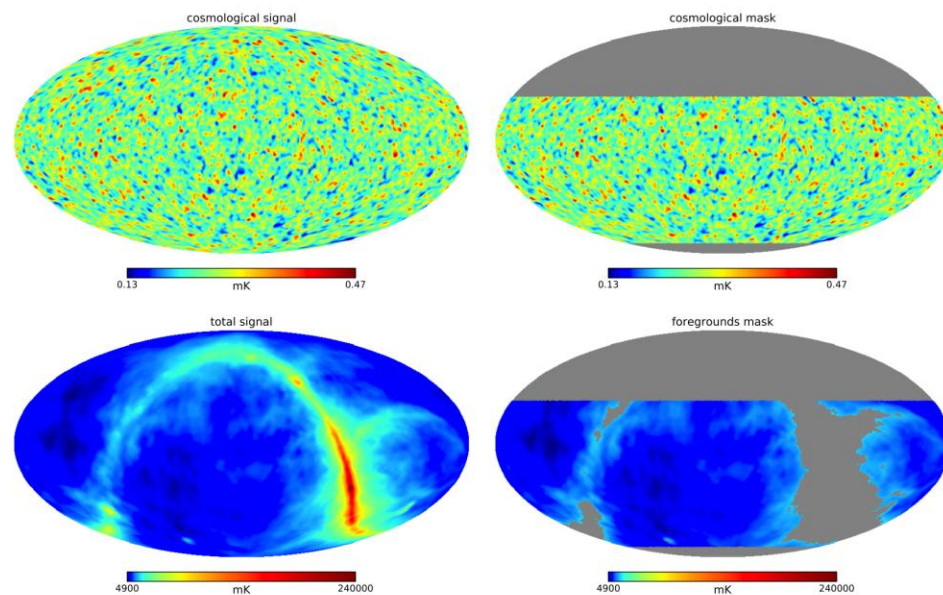 cosmological signal
cosmological mask
0.13 mK 0.47
0.13 mK 0.47
total signal
foregrounds mask
4900 mK 240000
4900 mK 240000